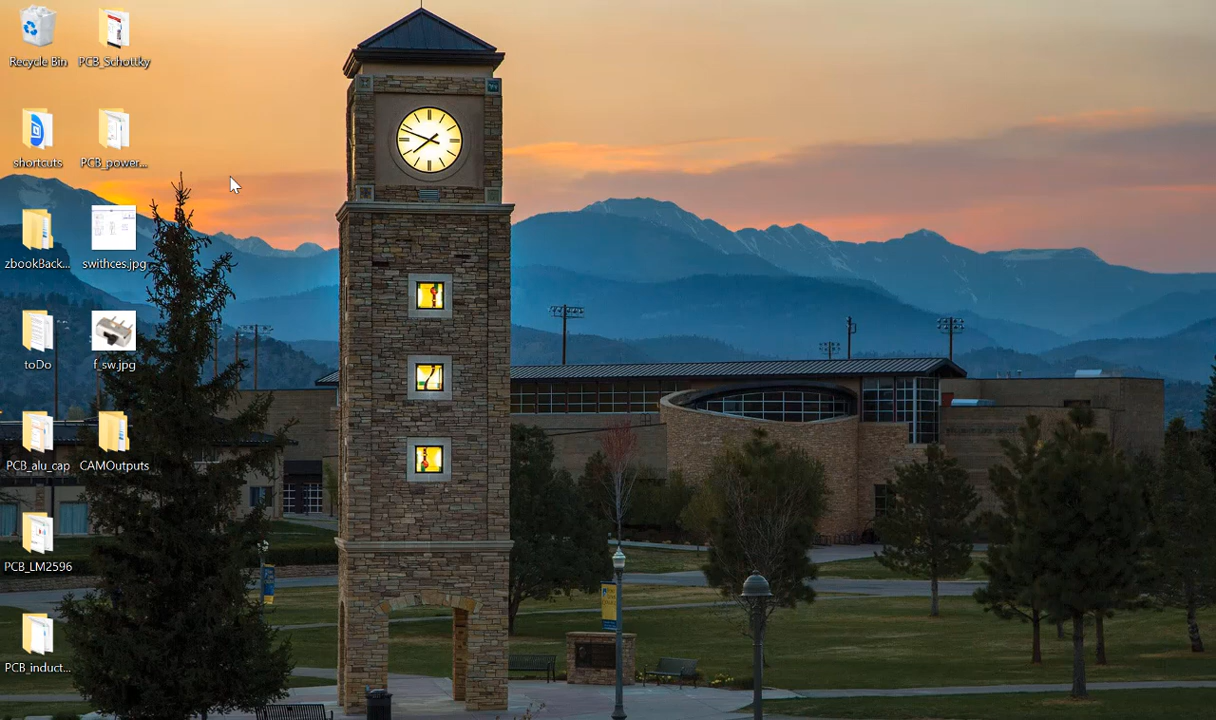 Recycle Bin
PCB_Schottky
shortcuts
PCB_power...
zbookBack...
swithces.jpg
toDo
f_sw.jpg
PCB_alu_cap
CAMOutputs
PCB_LM2596
PCB_induct...